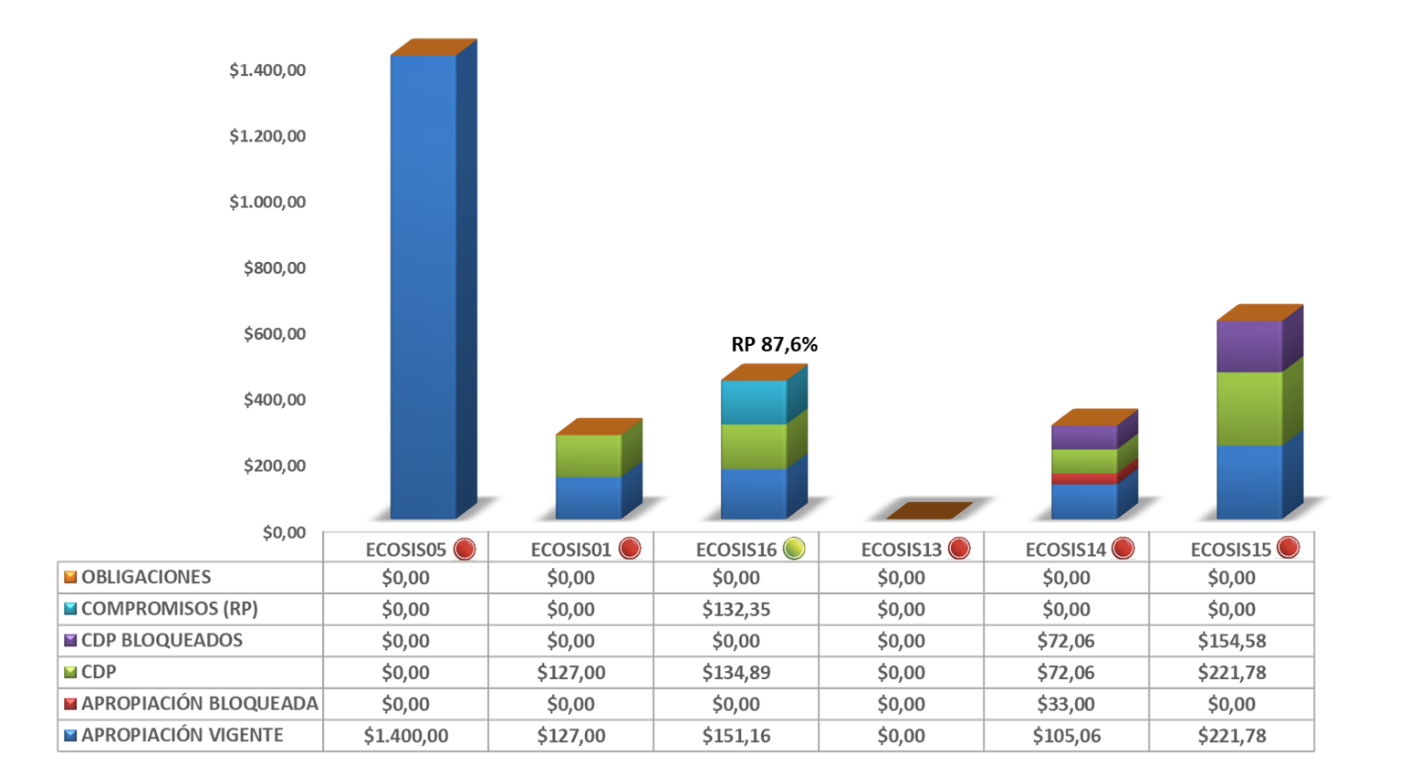 $1.400,00
$1.200,00
$1.000,00
$800,00
$600,00
RP 87,6%
$400,00
$200,00
$0,00
ECOSIS05 ECOSIS01 ECOSIS16 ECOSIS13 ECOSIS14 ECOSIS15
OBLIGACIONES $0,00 $0,00 $0,00 $0,00 $0,00 $0,00
COMPROMISOS (RP) $0,00 $0,00 $132,35 $0,00 $0,00 $0,00
CDP BLOQUEADOS $0,00 $0,00 $0,00 $0,00 $72,06 $154,58
CDP $0,00 $127,00 $134,89 $0,00 $72,06 $221,78
APROPIACIÓN BLOQUEADA $0,00 $0,00 $0,00 $0,00 $33,00 $0,00
APROPIACIÓN VIGENTE $1.400,00 $127,00 $151,16 $0,00 $105,06 $221,78